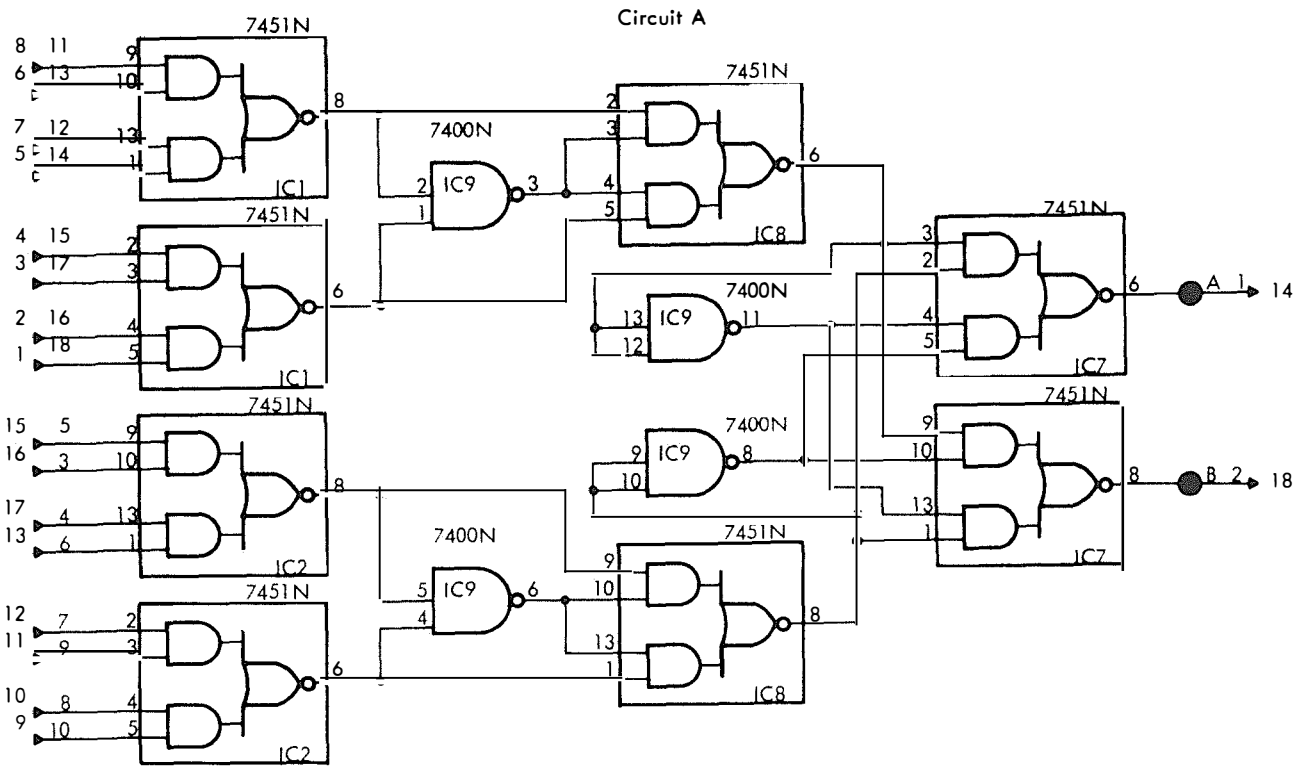 Circuit A
7451N
8 11 9
6 13 10
7 12 13
5 14 1
8
IC1
7451N
4 15 2
3 17 3
2 16 4
1 18 5
6
IC1
7451N
15 5 9
16 3 10
17 4 13
13 6 1
8
IC2
7451N
12 7 2
11 9 3
10 8 4
9 10 5
6
IC2
7400N
2
1
IC9
3
7400N
5
4
IC9
6
7451N
2
3
4
5
6
IC8
7400N
13
12
IC9
11
7400N
9
10
IC9
8
7451N
9
10
13
1
8
IC8
7451N
3
2
4
5
6
IC7
A 1 14
7451N
9
10
13
1
8
IC7
B 2 18